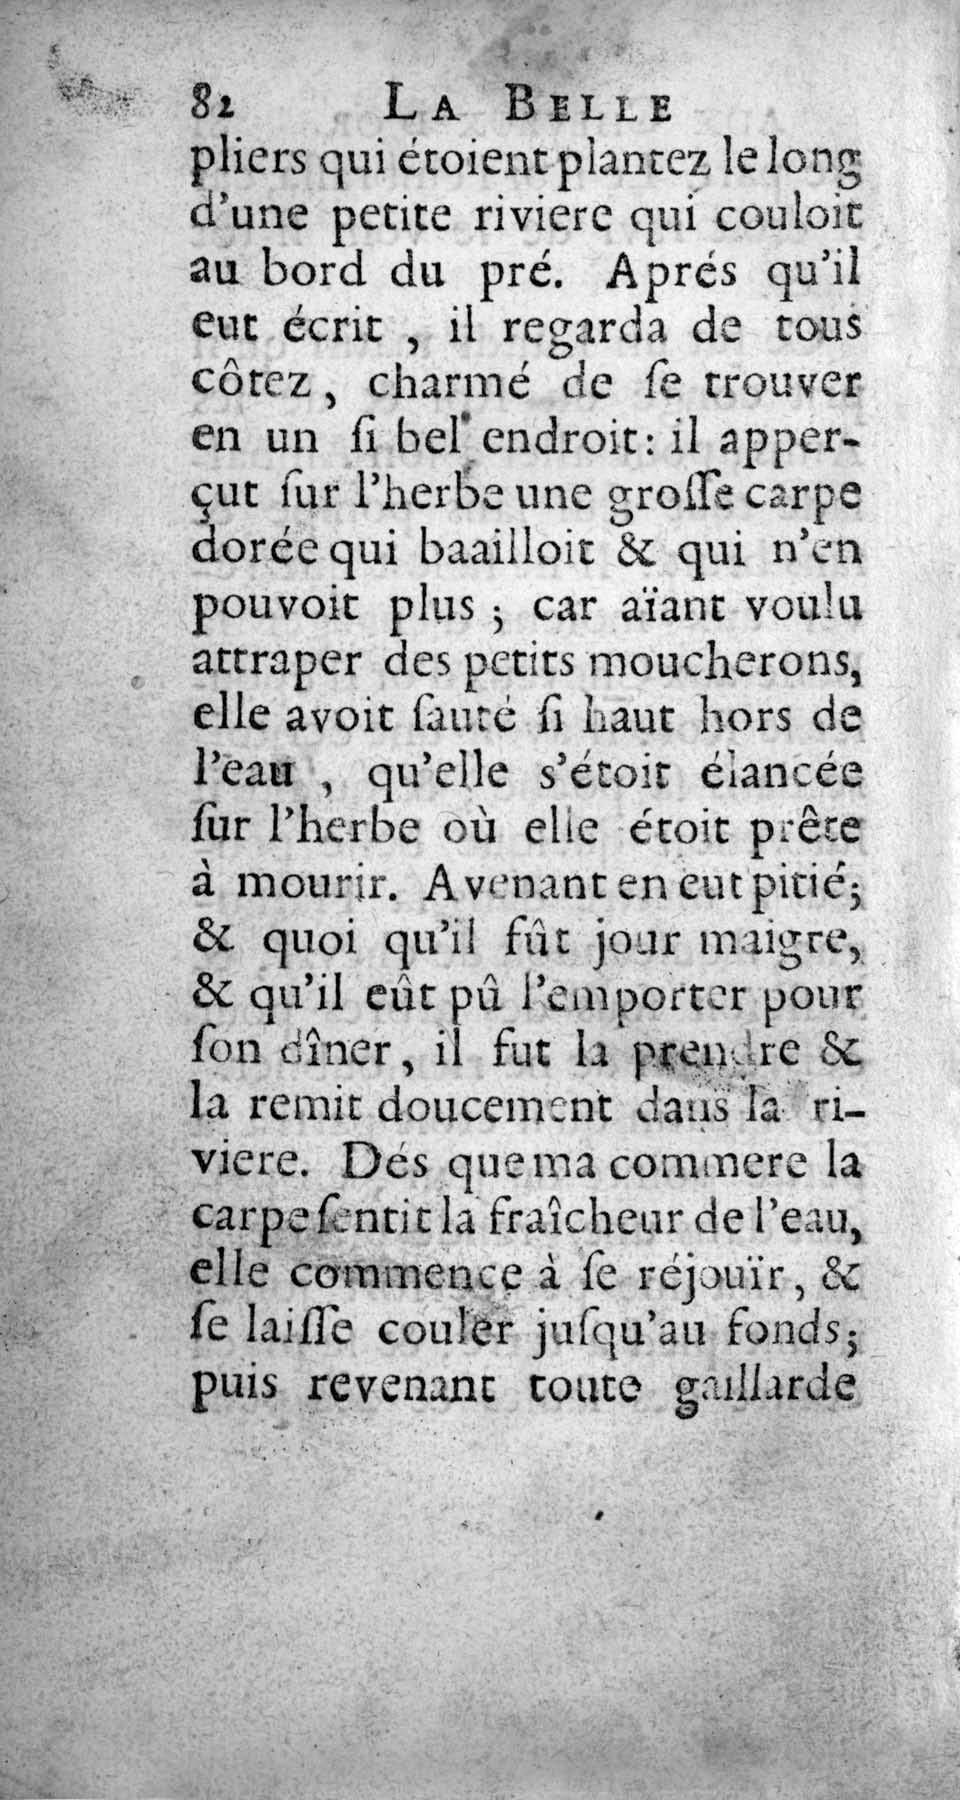 82 LA BELLE
pliers qui étoient plantez le long
d'une petite riviere qui couloit
au bord du pré. Aprés qu'il
eut écrit , il regarda de tous
côtez, charmé de ſe trouver
en un ſi bel endroit: il apper-
çut ſur l'herbe une groſſe carpe
dorée qui baailloit & qui n'en
pouvoit plus ; car aïant voulu
attraper des petits moucherons,
elle avoit ſauté ſi haut hors de
l'eau , qu'elle s'étoit élancée
ſur l'herbe où elle étoit prête
à mourir. Avenant en eut pitié;
& quoi qu'il fût jour maigre,
& qu'il eût pû l'emporter pour
ſon dîner, il fut la prendre &
la remit doucement dans la ri-
viere. Dés que ma commere la
carpe ſentit la fraîcheur de l'eau,
elle commence à ſe réjouïr, &
ſe laiſſe couler juſqu'au fonds;
puis revenant toute gaillarde